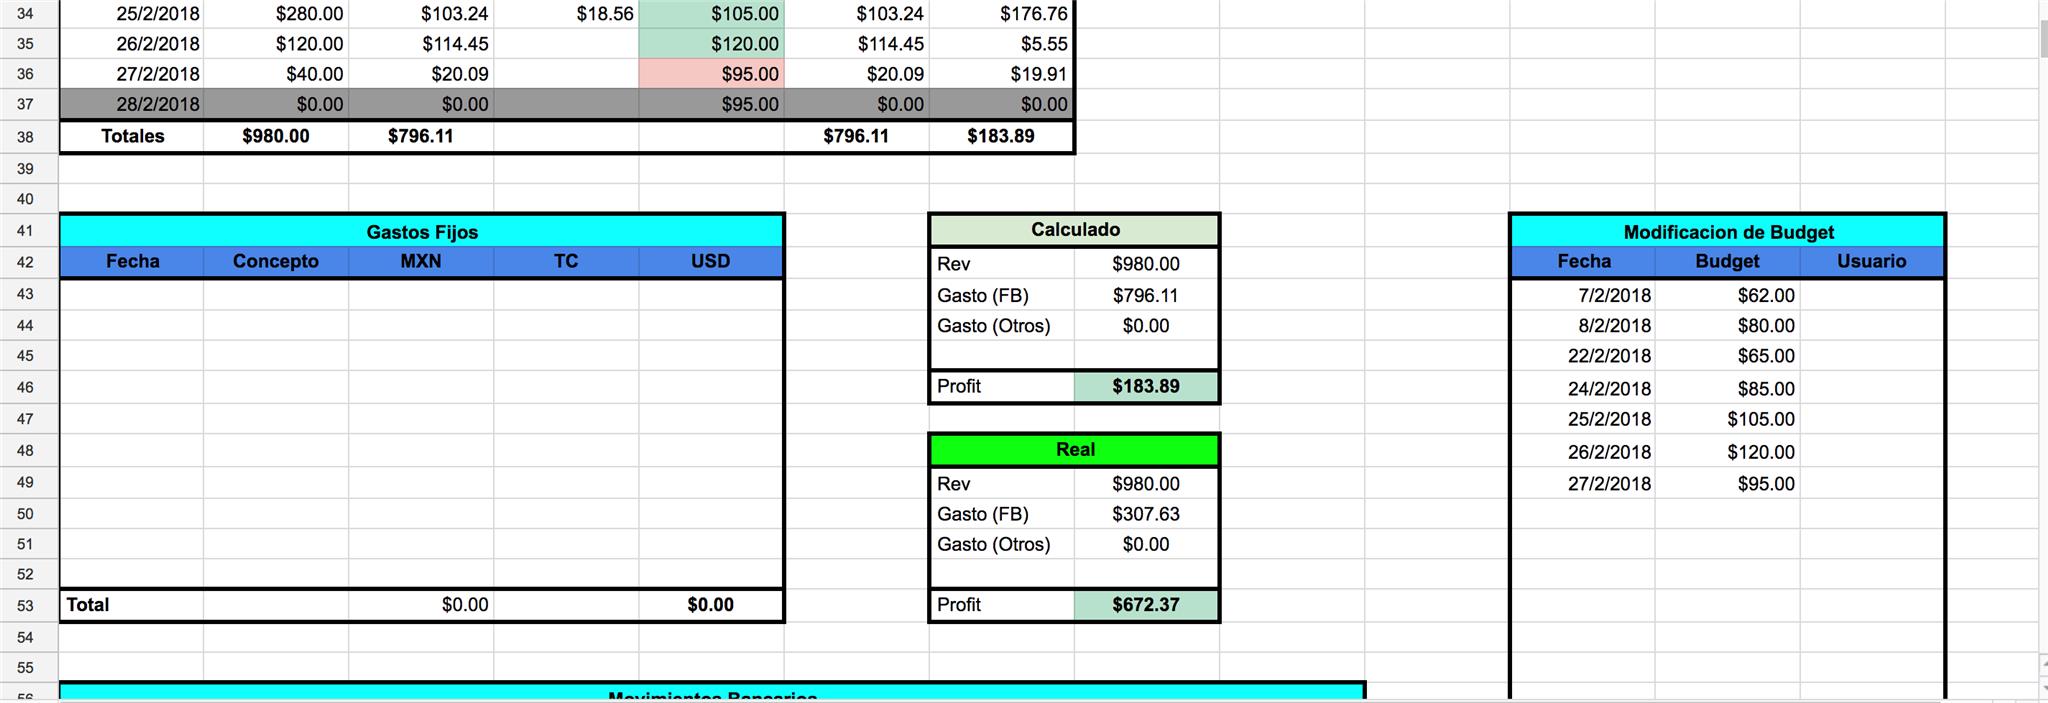 34 25/2/2018 $280.00 $103.24 $18.56 $105.00 $103.24 $176.76
35 26/2/2018 $120.00 $114.45 $120.00 $114.45 $5.55
36 27/2/2018 $40.00 $20.09 $95.00 $20.09 $19.91
37 28/2/2018 $0.00 $0.00 $95.00 $0.00 $0.00
38 Totales $980.00 $796.11 $796.11 $183.89
39
40
41 Gastos Fijos Calculado Modificacion de Budget
42 Fecha Concepto MXN TC USD Rev $980.00 Fecha Budget Usuario
43 Gasto (FB) $796.11 7/2/2018 $62.00
44 Gasto (Otros) $0.00 8/2/2018 $80.00
45 22/2/2018 $65.00
46 Profit $183.89 24/2/2018 $85.00
47 25/2/2018 $105.00
48 Real 26/2/2018 $120.00
49 Rev $980.00 27/2/2018 $95.00
50 Gasto (FB) $307.63
51 Gasto (Otros) $0.00
52
53 Total $0.00 $0.00 Profit $672.37
54
55
56 Movimientos Bancarios